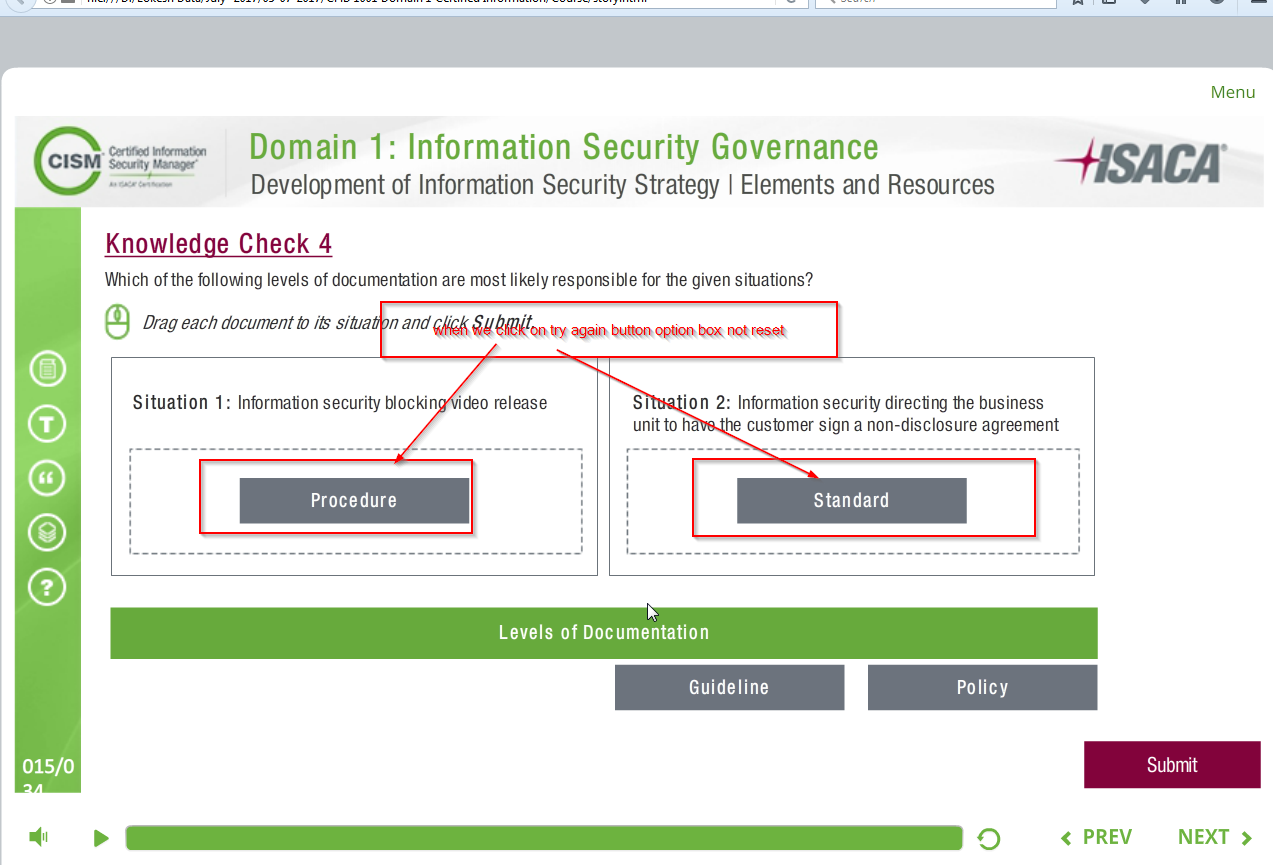 Search
Menu
CISM
Certified Information
Security Manager®
An ISACA® Certification
Domain 1: Information Security Governance
Development of Information Security Strategy | Elements and Resources
ISACA®
Knowledge Check 4
Which of the following levels of documentation are most likely responsible for the given situations?
Drag each document to its situation and click Submit.
when we click on try again button option box not reset
Situation 1: Information security blocking video release
Situation 2: Information security directing the business
unit to have the customer sign a non-disclosure agreement
Procedure
Standard
Levels of Documentation
Guideline
Policy
Submit
015/0
34
PREV
NEXT